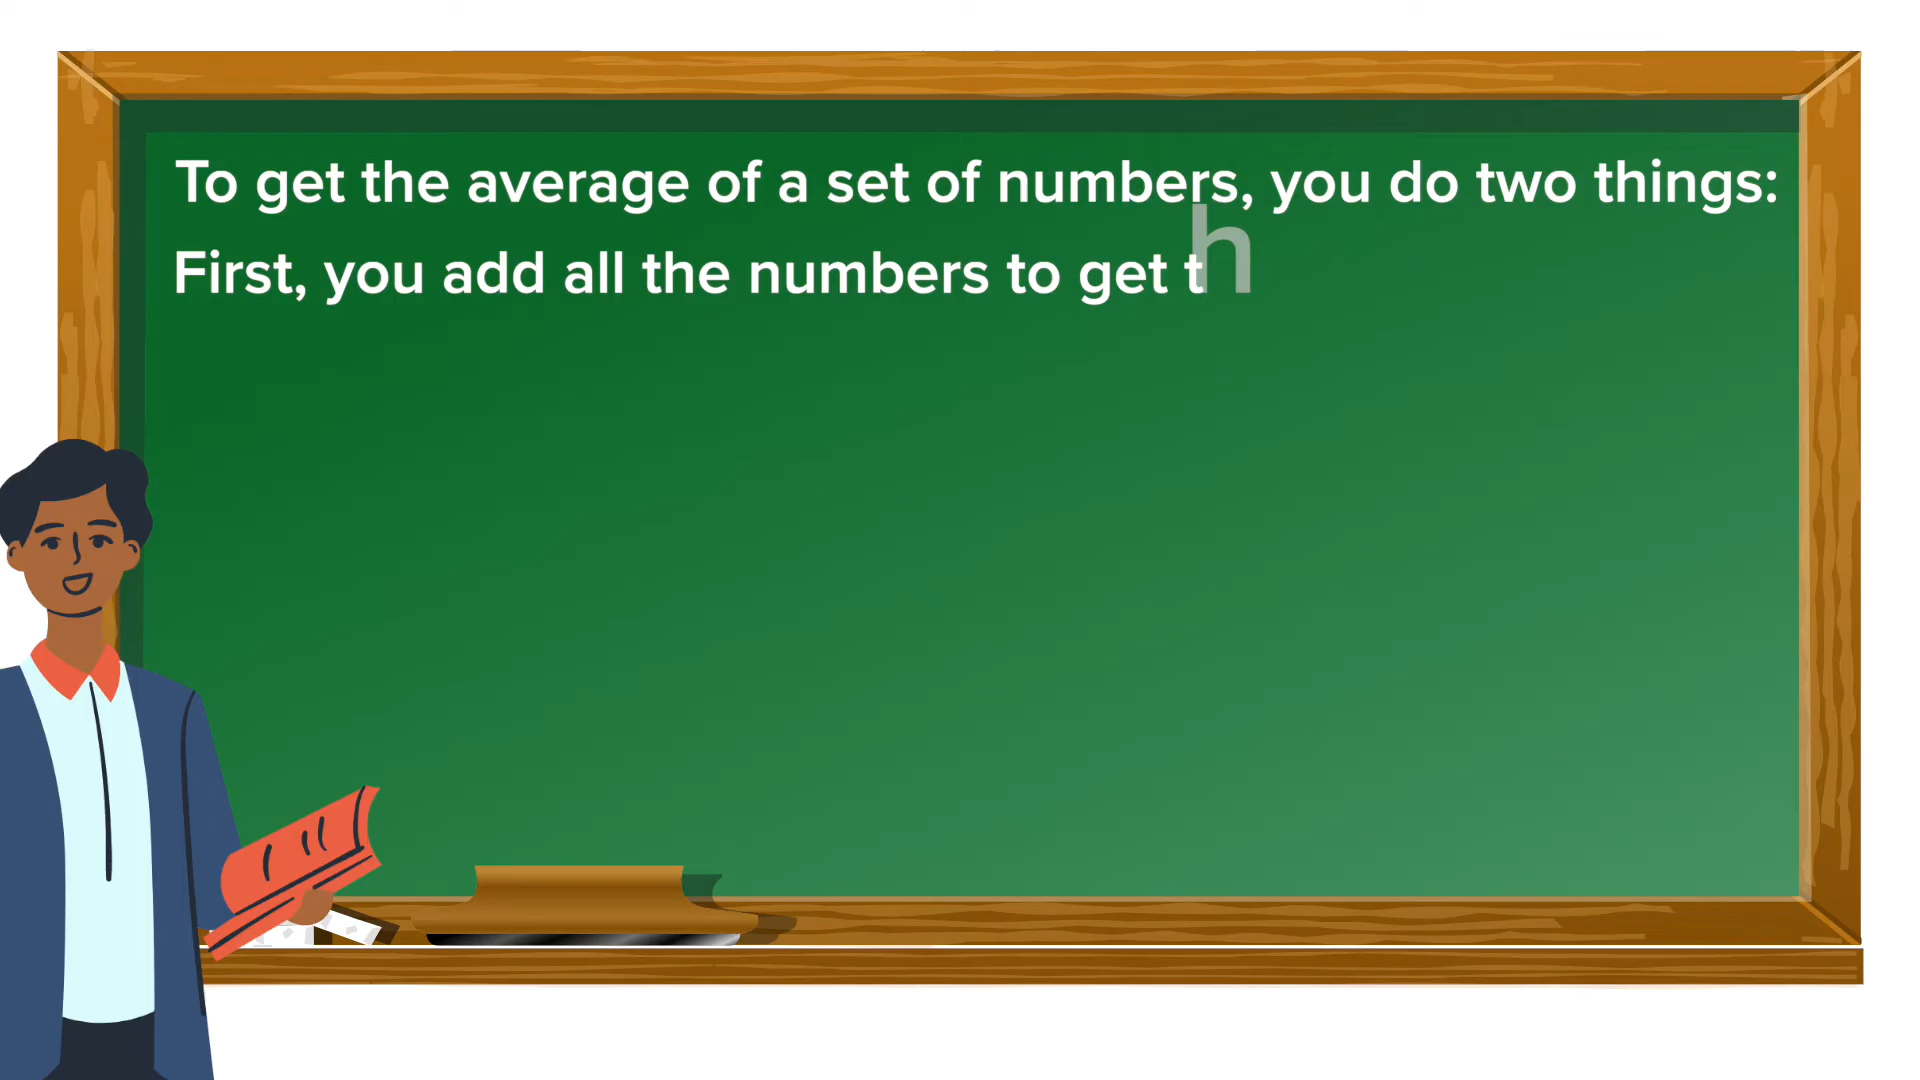 To get the average of a set of numbers, you do two things:
First, you add all the numbers to get th